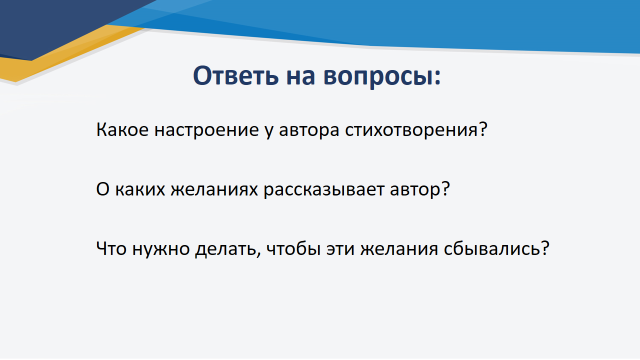 Ответь на вопросы:
Какое настроение у автора стихотворения?
О каких желаниях рассказывает автор?
Что нужно делать, чтобы эти желания сбывались?